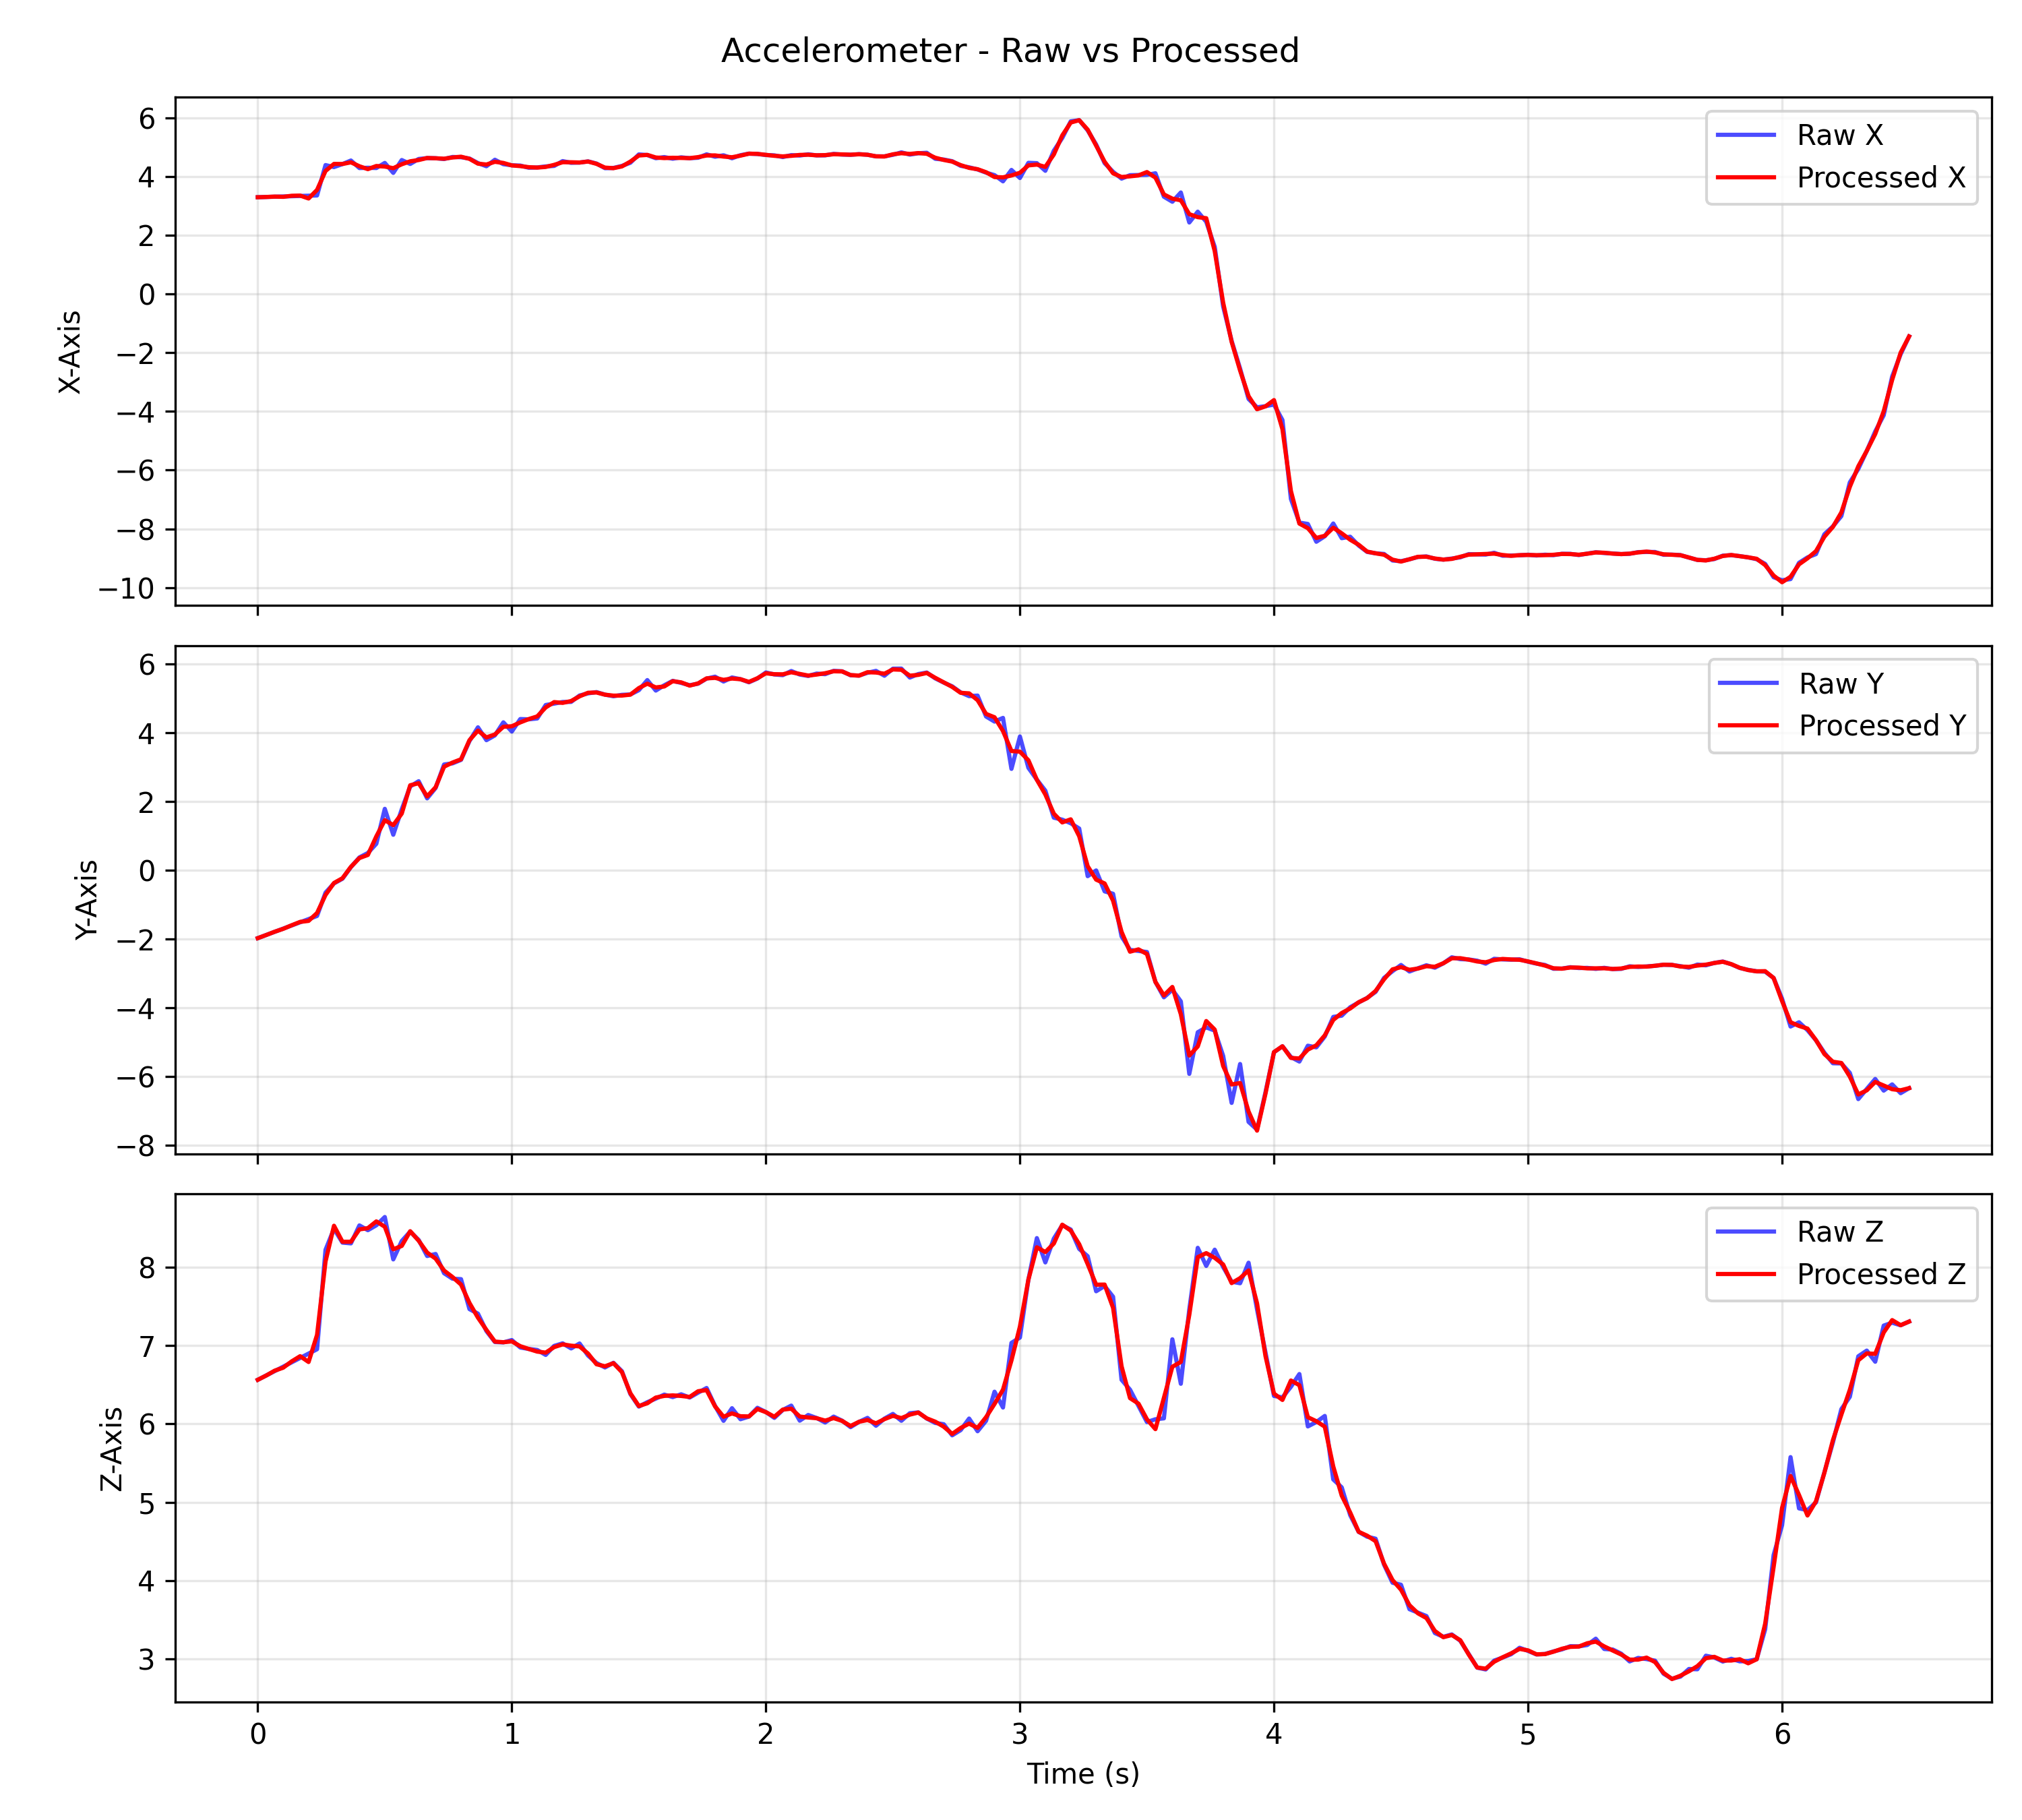 Accelerometer - Raw vs Processed
6
4
2
0
−2
−4
−6
−8
−10
X-Axis
Raw X
Processed X
6
4
2
0
−2
−4
−6
−8
Y-Axis
Raw Y
Processed Y
8
7
6
5
4
3
Z-Axis
Raw Z
Processed Z
0 1 2 3 4 5 6
Time (s)